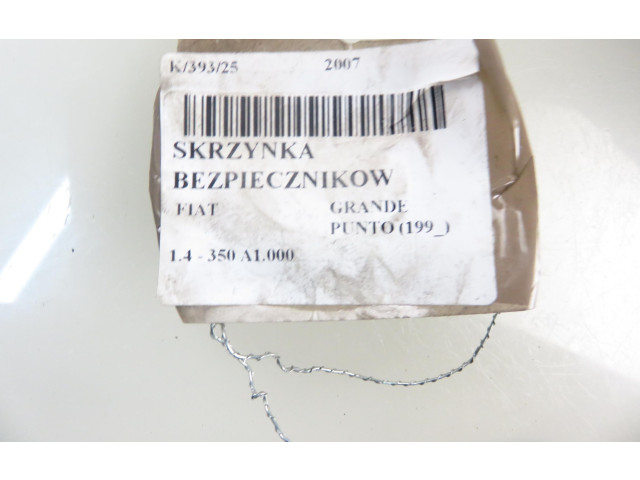 K/393/25 2007
SKRZYNKA
BEZPIECZNIKOW
FIAT GRANDE
PUNTO (199_)
1.4 - 350 A1.000